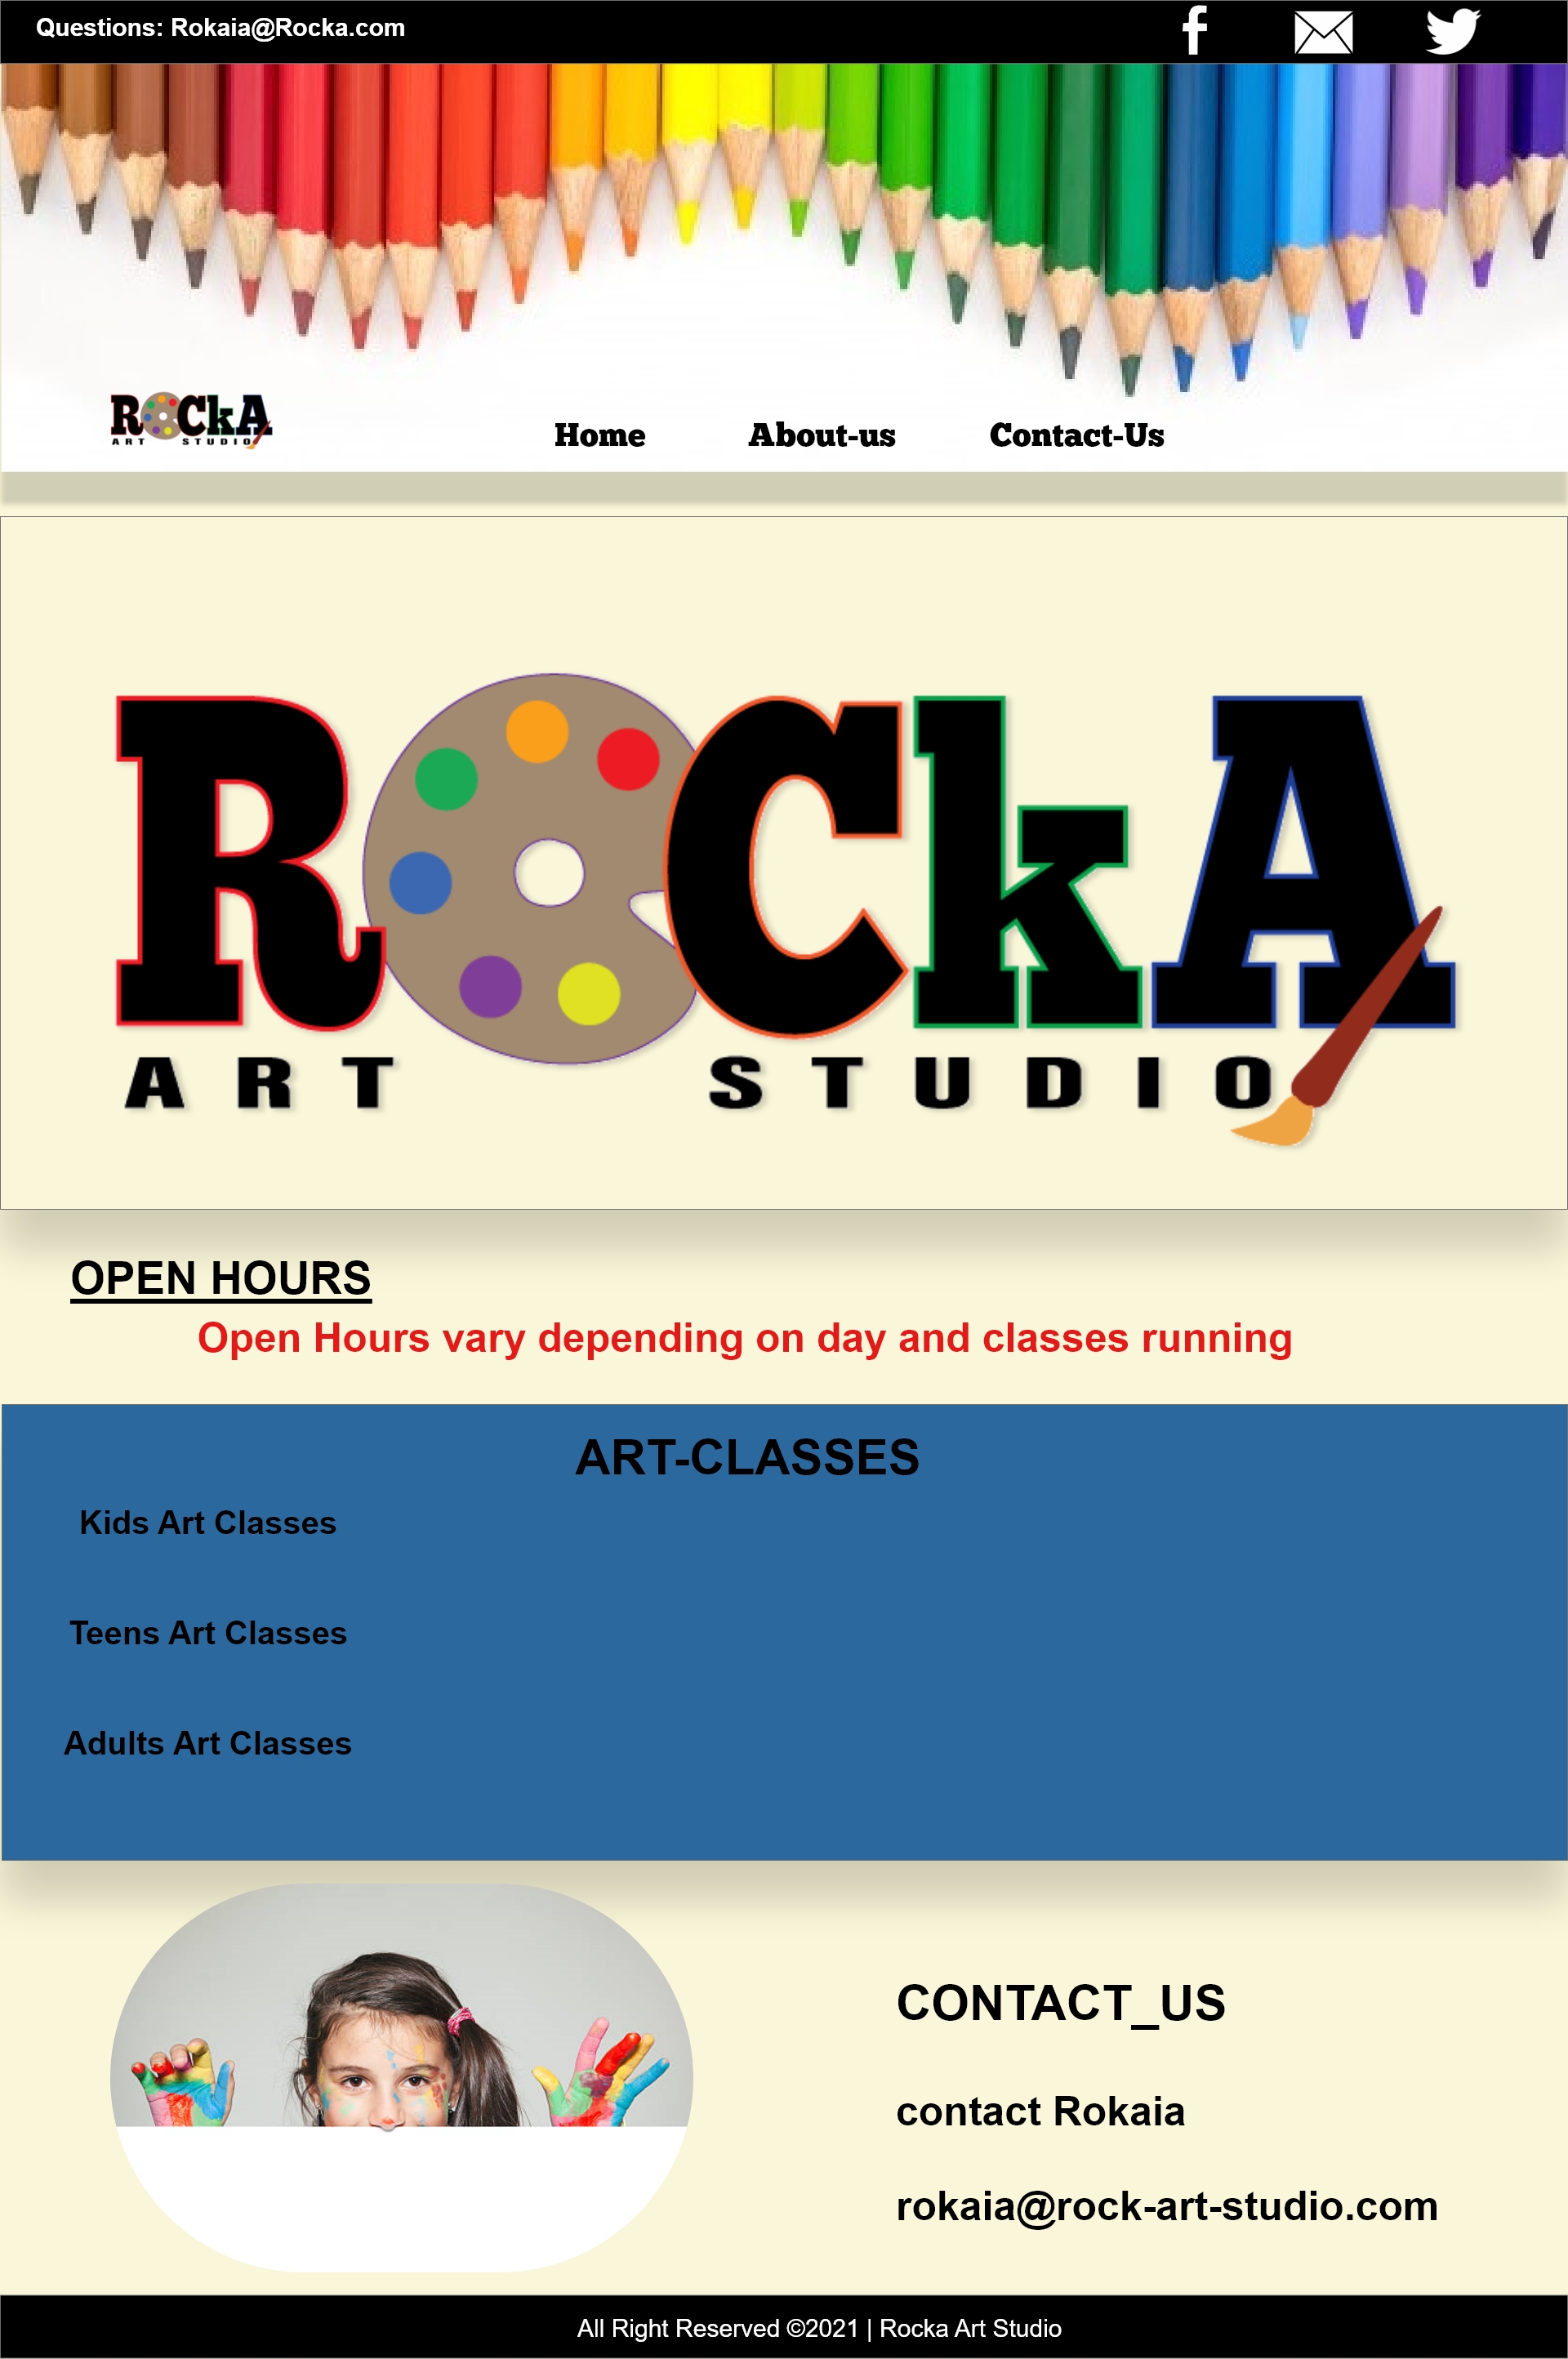 Questions: Rokaia@Rocka.com
ROCkA
ART STUDIO
Home About-us Contact-Us
ROCkA
ART STUDIO
OPEN HOURS
Open Hours vary depending on day and classes running
ART-CLASSES
Kids Art Classes
Teens Art Classes
Adults Art Classes
CONTACT_US
contact Rokaia
rokaia@rock-art-studio.com
All Right Reserved ©2021 | Rocka Art Studio